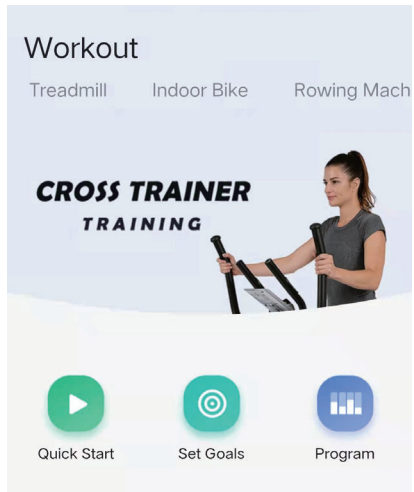 Workout
Treadmill Indoor Bike Rowing Mach
CROSS TRAINER
TRAINING
Quick Start Set Goals Program